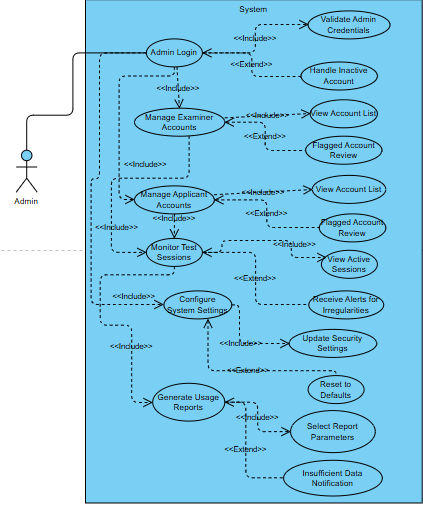 System
Validate Admin
Credentials
<<Include>>
Admin Login
<<Extend>>
Handle Inactive
Account
<<Include>>
Manage Examiner
Accounts
<<Include>>
View Account List
<<Extend>>
Flagged Account
Review
<<Include>>
Admin
Manage Applicant
Accounts
<<Include>>
View Account List
<<Include>>
<<Extend>>
Flagged Account
Review
<<Include>>
Monitor Test
Sessions
<<Include>>
View Active
Sessions
<<Extend>>
<<Include>>
Configure
System Settings
Receive Alerts for
Irregularities
<<Include>>
<<Include>>
Update Security
Settings
<<Extend>>
Reset to
Defaults
Generate Usage
Reports
<<Include>>
Select Report
Parameters
<<Extend>>
Insufficient Data
Notification